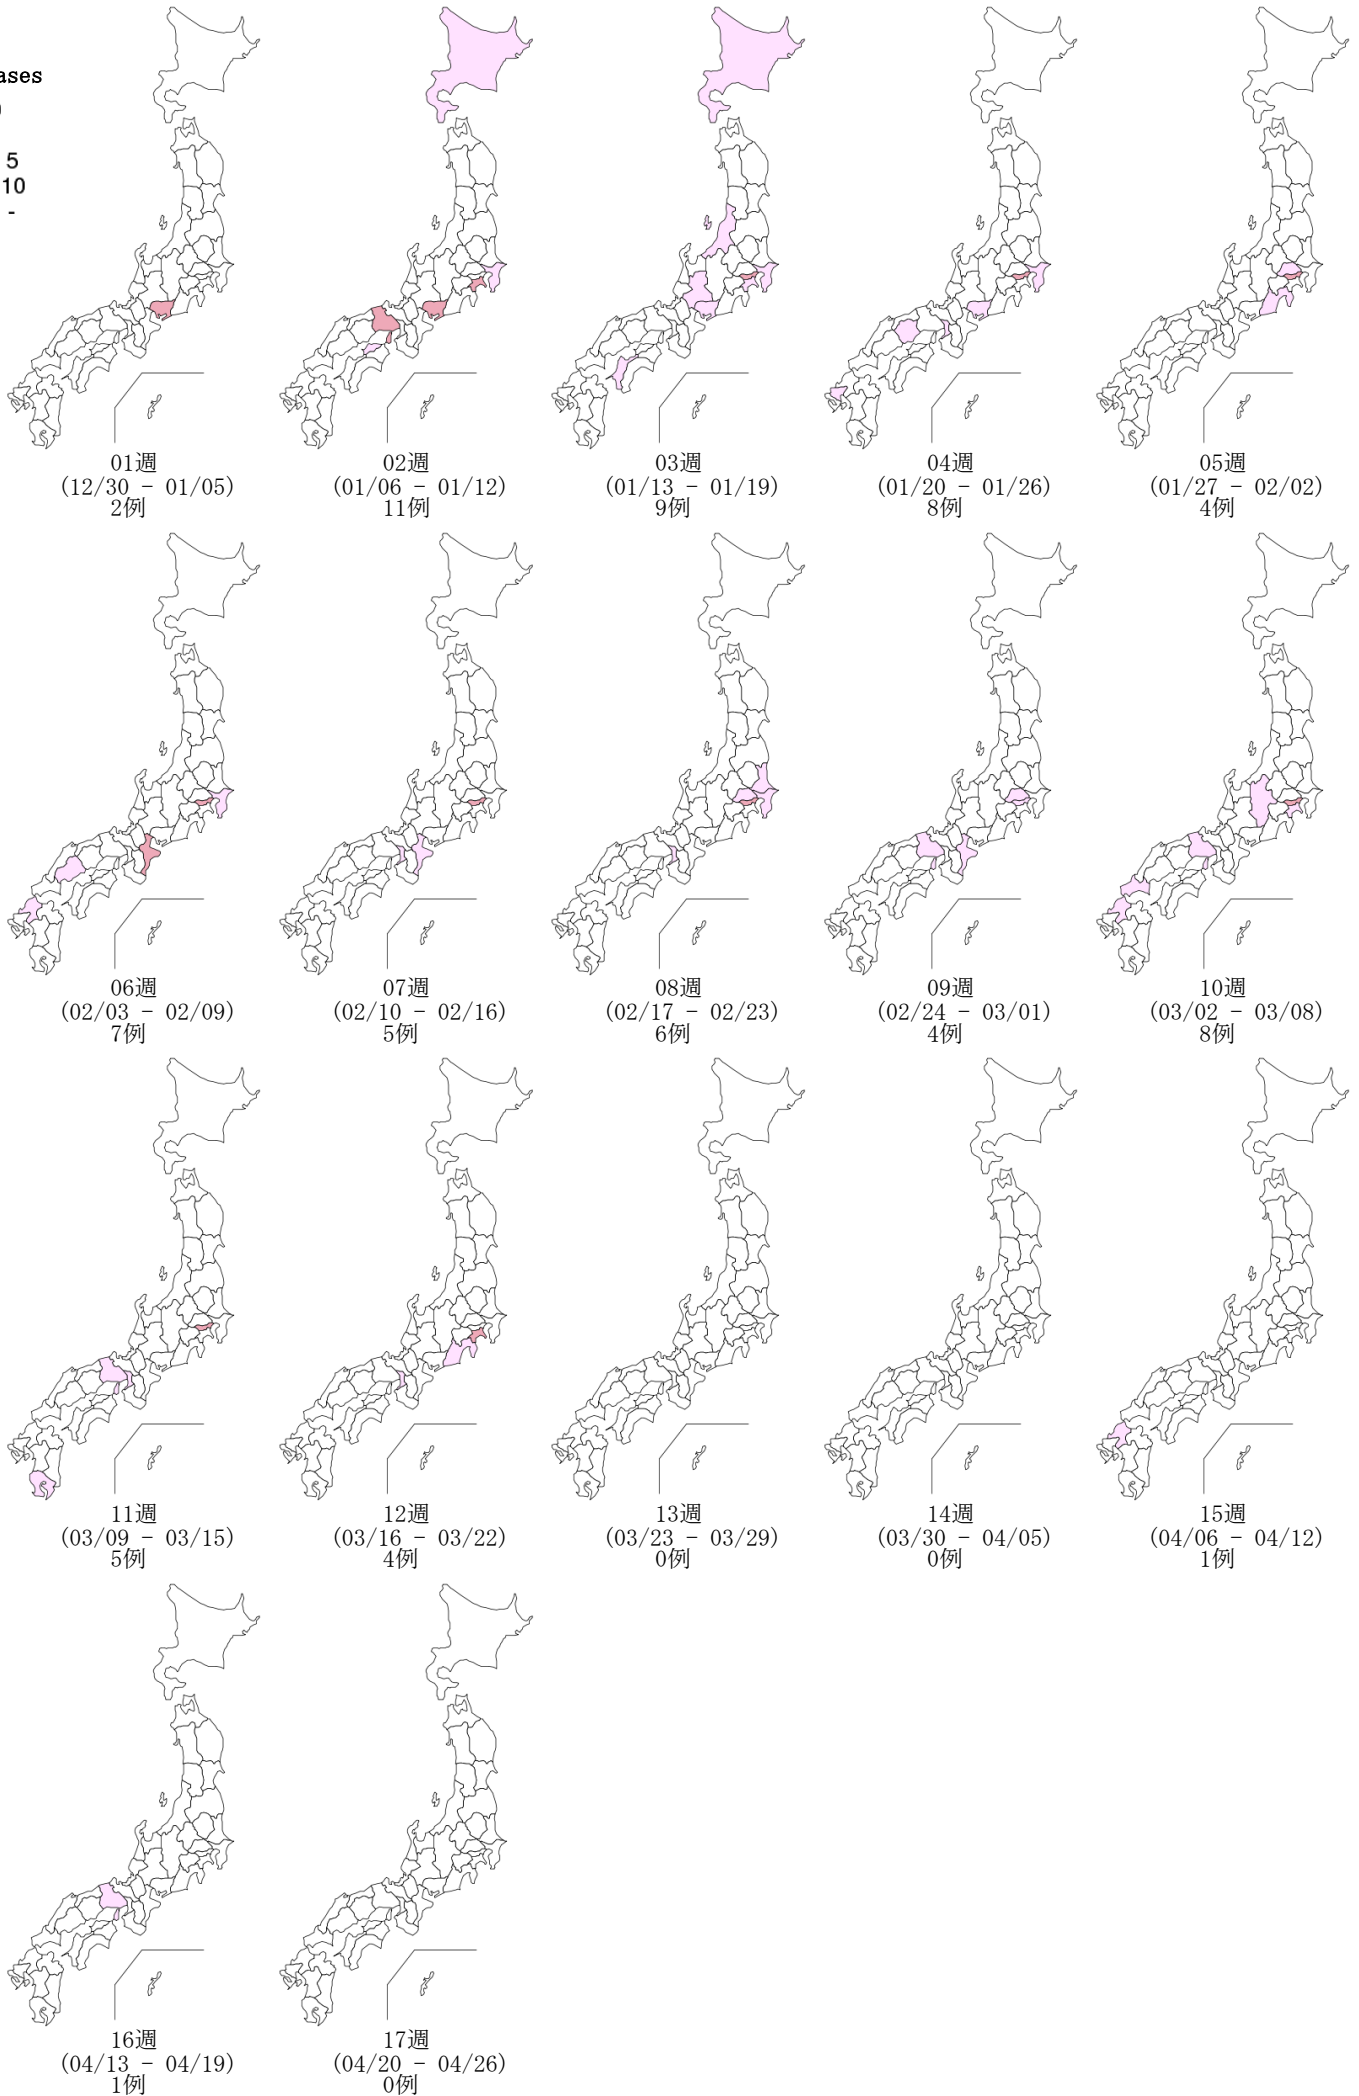 ases
5
10
-
01週
(12/30 - 01/05)
2例
02週
(01/06 - 01/12)
11例
03週
(01/13 - 01/19)
9例
04週
(01/20 - 01/26)
8例
05週
(01/27 - 02/02)
4例
06週
(02/03 - 02/09)
7例
07週
(02/10 - 02/16)
5例
08週
(02/17 - 02/23)
6例
09週
(02/24 - 03/01)
4例
10週
(03/02 - 03/08)
8例
11週
(03/09 - 03/15)
5例
12週
(03/16 - 03/22)
4例
13週
(03/23 - 03/29)
0例
14週
(03/30 - 04/05)
0例
15週
(04/06 - 04/12)
1例
16週
(04/13 - 04/19)
1例
17週
(04/20 - 04/26)
0例